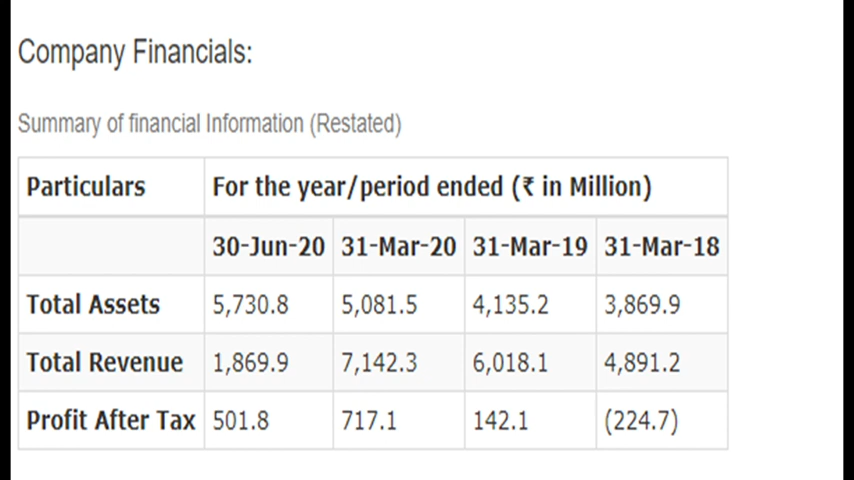 Company Financials:
Summary of financial Information (Restated)
Particulars For the year/period ended (₹ in Million)
30-Jun-20 31-Mar-20 31-Mar-19 31-Mar-18
Total Assets 5,730.8 5,081.5 4,135.2 3,869.9
Total Revenue 1,869.9 7,142.3 6,018.1 4,891.2
Profit After Tax 501.8 717.1 142.1 (224.7)